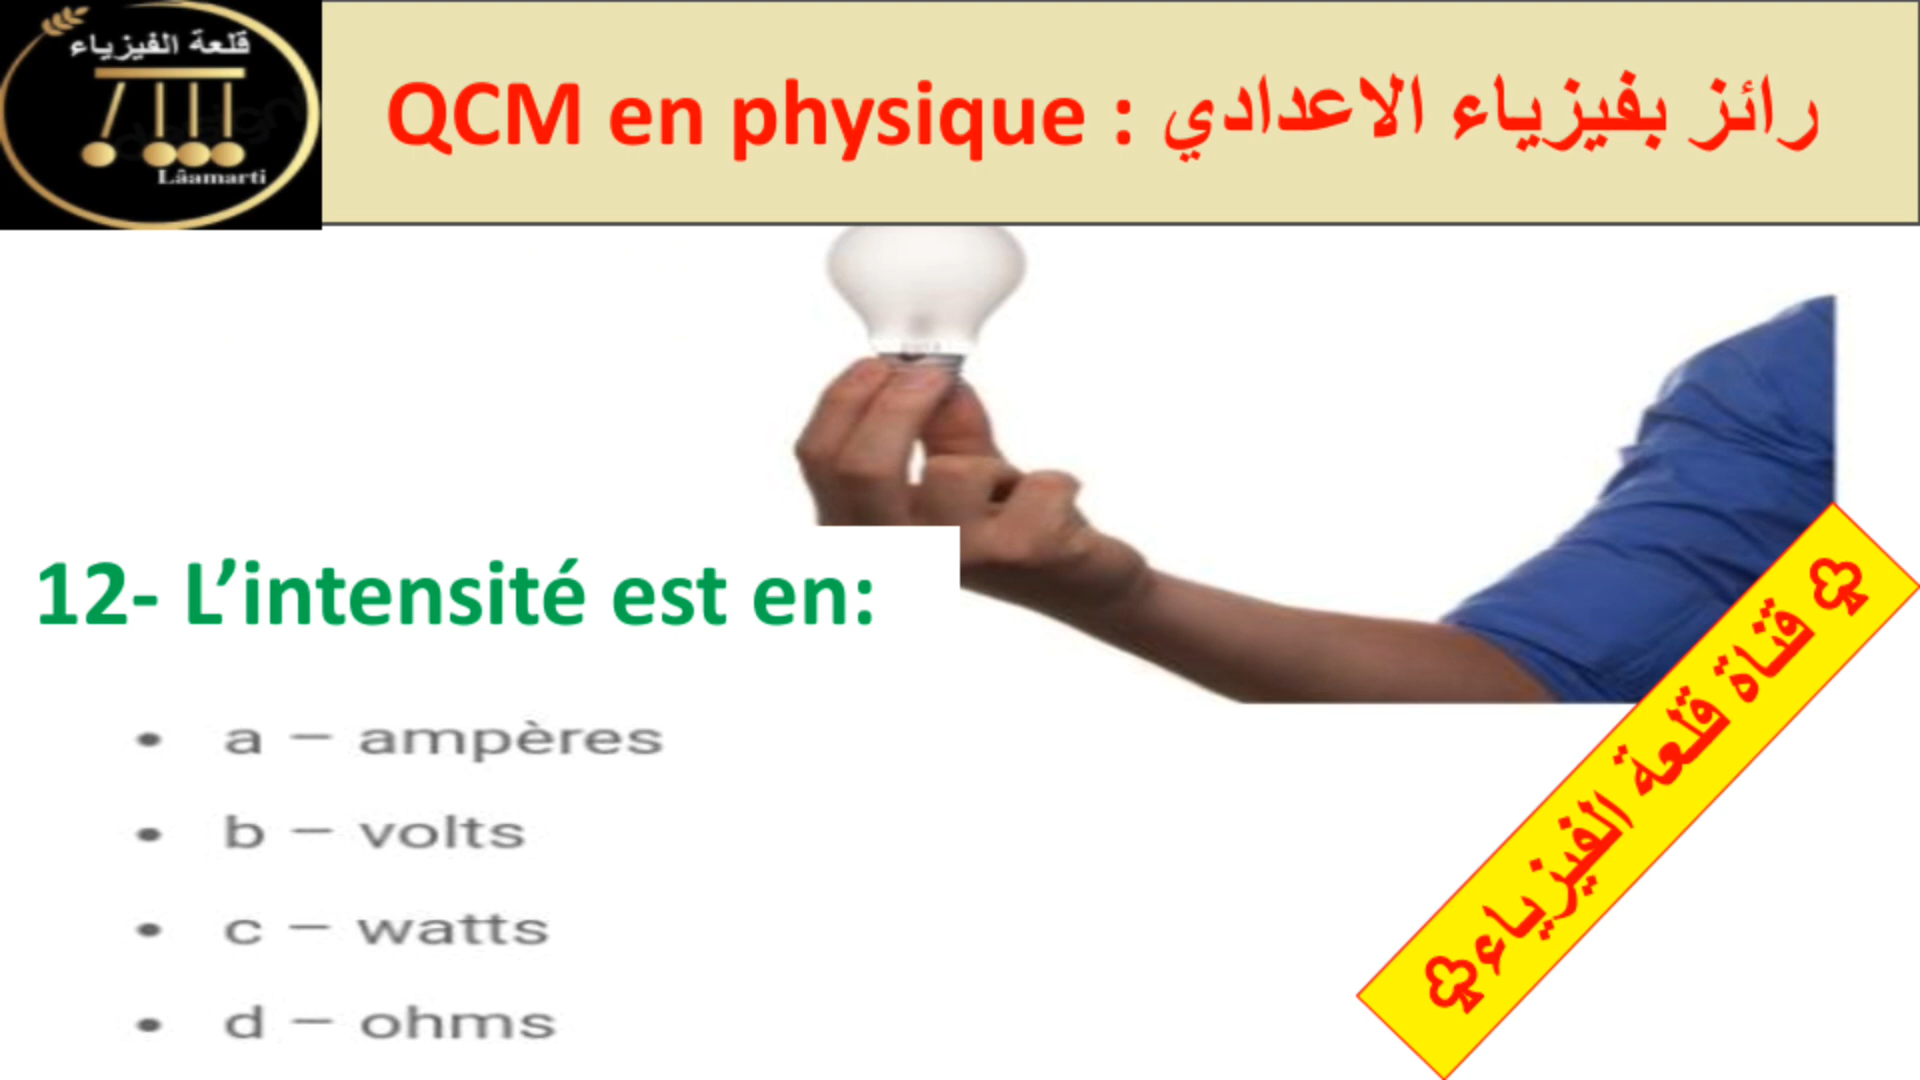 قلعة الفيزياء
Lâamarti
QCM en physique : رائز بفيزياء الاعدادي
12- L’intensité est en:
• a – ampères
• b – volts
• c – watts
• d – ohms
قناة قلعة الفيزياء